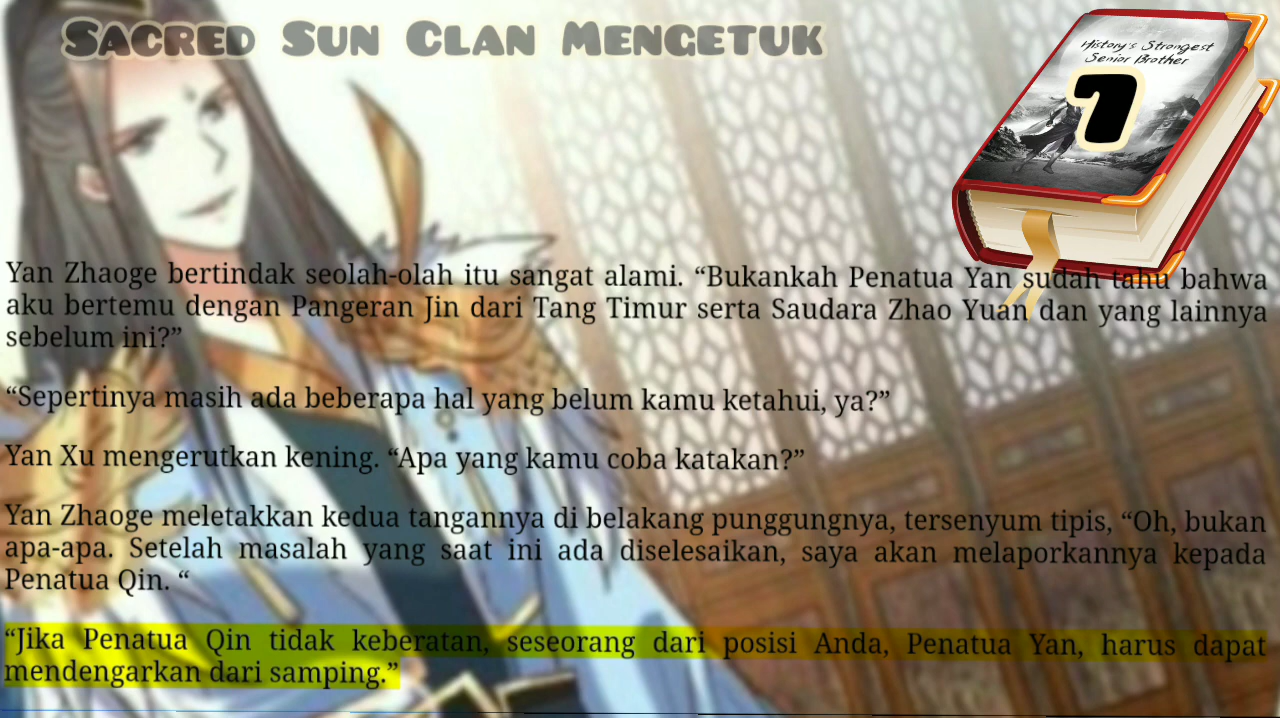 SACRED SUN CLAN MENGETUK
History's Strongest
Senior Brother
7
Yan Zhaoge bertindak seolah-olah itu sangat alami. “Bukankah Penatua Yan sudah tahu bahwa
aku bertemu dengan Pangeran Jin dari Tang Timur serta Saudara Zhao Yuan dan yang lainnya
sebelum ini?”
“Sepertinya masih ada beberapa hal yang belum kamu ketahui, ya?”
Yan Xu mengerutkan kening. “Apa yang kamu coba katakan?”
Yan Zhaoge meletakkan kedua tangannya di belakang punggungnya, tersenyum tipis, “Oh, bukan
apa-apa. Setelah masalah yang saat ini ada diselesaikan, saya akan melaporkannya kepada
Penatua Qin. “
“Jika Penatua Qin tidak keberatan, seseorang dari posisi Anda, Penatua Yan, harus dapat
mendengarkan dari samping.”